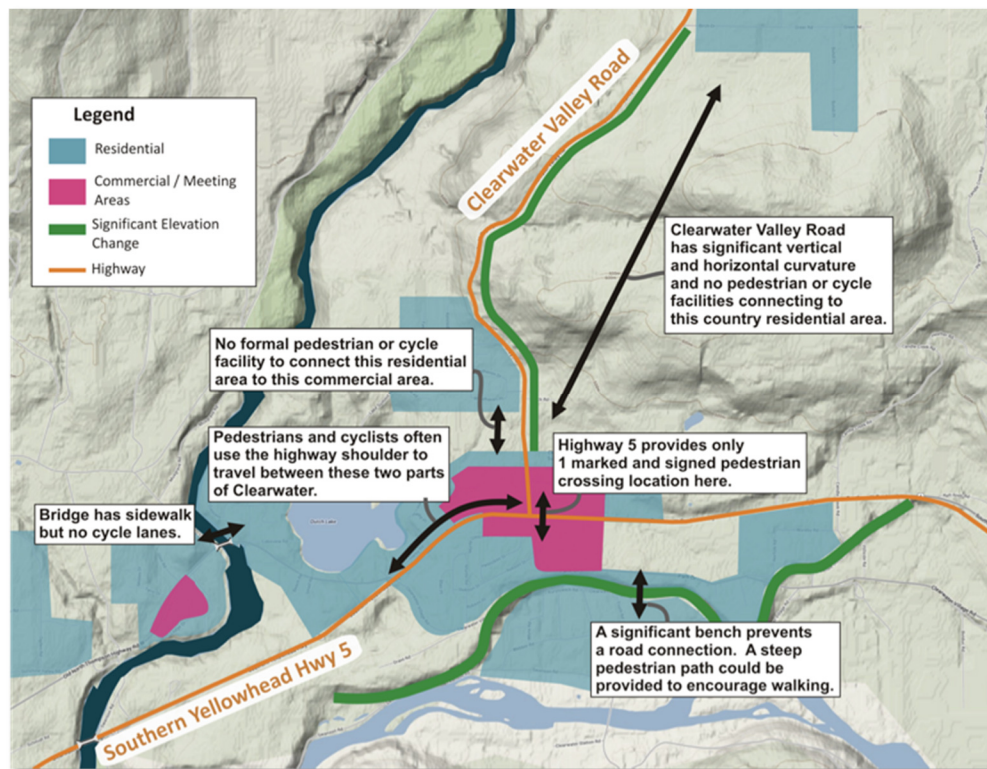 Clearwater Valley Road
Legend
Residential
Commercial / Meeting
Areas
Significant Elevation
Change
Highway
Clearwater Valley Road
has significant vertical
and horizontal curvature
and no pedestrian or cycle
facilities connecting to
this country residential area.
No formal pedestrian or cycle
facility to connect this residential
area to this commercial area.
Pedestrians and cyclists often
use the highway shoulder to
travel between these two parts
of Clearwater.
Highway 5 provides only
1 marked and signed pedestrian
crossing location here.
Bridge has sidewalk
but no cycle lanes.
Dutch Lake
A significant bench prevents
a road connection. A steep
pedestrian path could be
provided to encourage walking.
Southern Yellowhead Hwy 5
Clearwater Station Rd